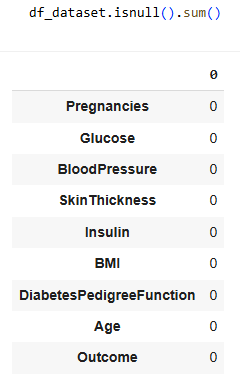 df_dataset.isnull().sum()
0
Pregnancies 0
Glucose 0
BloodPressure 0
SkinThickness 0
Insulin 0
BMI 0
DiabetesPedigreeFunction 0
Age 0
Outcome 0